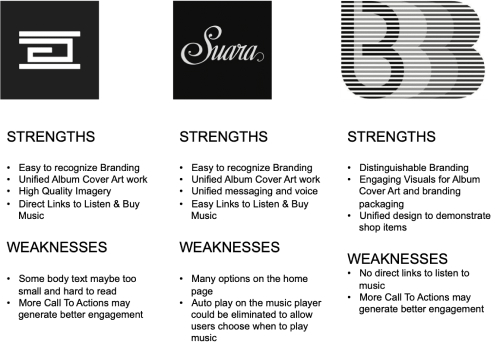 Suara
STRENGTHS
• Easy to recognize Branding
• Unified Album Cover Art work
• High Quality Imagery
• Direct Links to Listen & Buy
Music
WEAKNESSES
• Some body text maybe too
small and hard to read
• More Call To Actions may
generate better engagement
STRENGTHS
• Easy to recognize Branding
• Unified Album Cover Art work
• Unified messaging and voice
• Easy Links to Listen & Buy
Music
WEAKNESSES
• Many options on the home
page
• Auto play on the music player
could be eliminated to allow
users choose when to play
music
STRENGTHS
• Distinguishable Branding
• Engaging Visuals for Album
Cover Art and branding
packaging
• Unified design to demonstrate
shop items
WEAKNESSES
• No direct links to listen to
music
• More Call To Actions may
generate better engagement